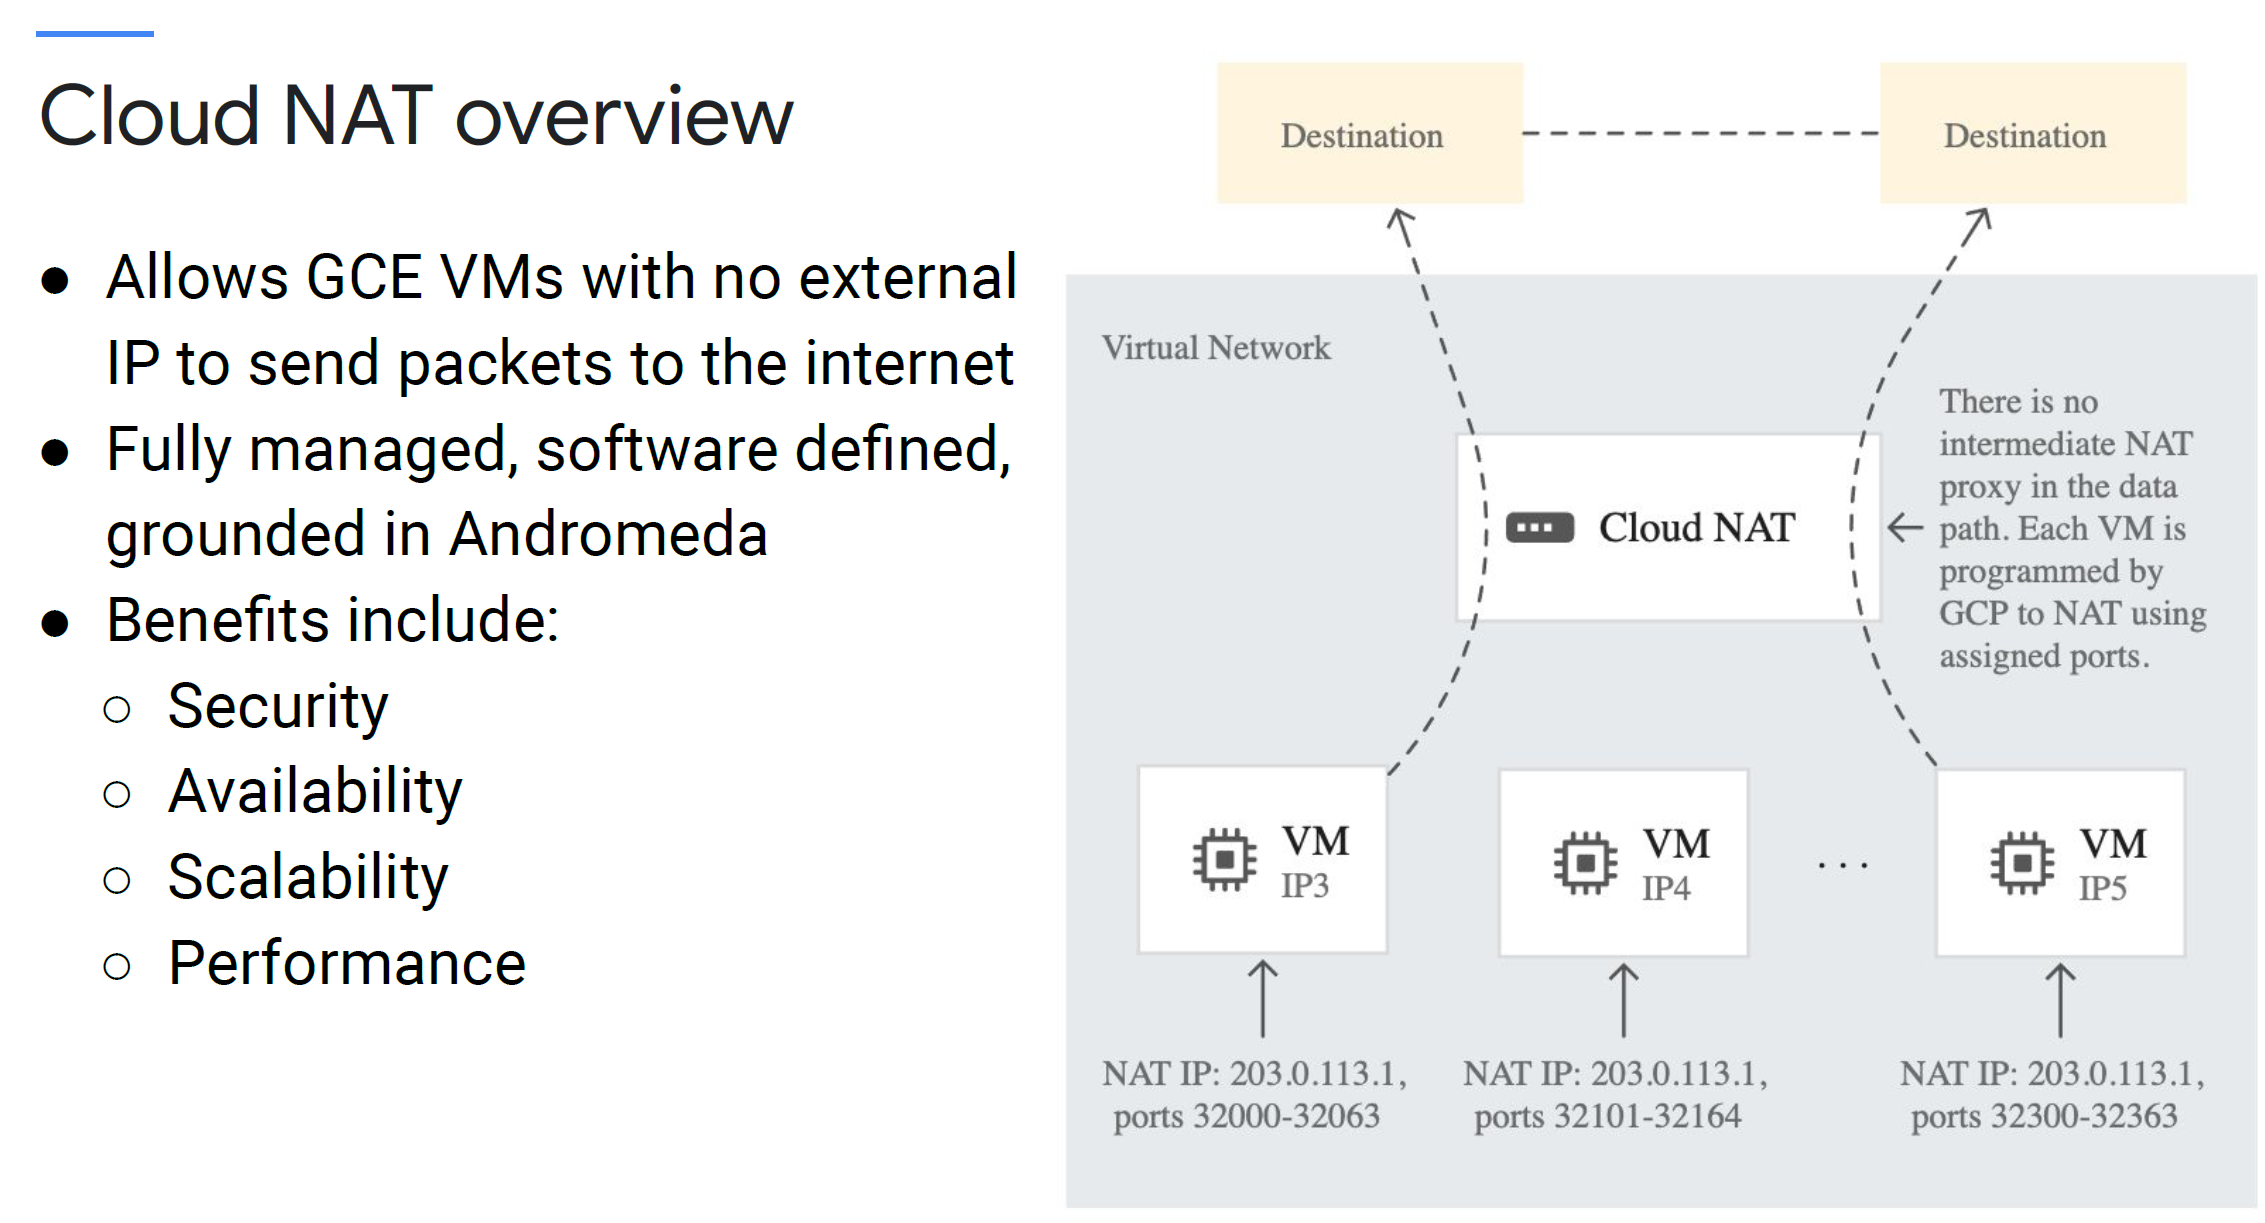 Cloud NAT overview
● Allows GCE VMs with no external
IP to send packets to the internet
● Fully managed, software defined,
grounded in Andromeda
● Benefits include:
○ Security
○ Availability
○ Scalability
○ Performance
Destination
Destination
Virtual Network
There is no
intermediate NAT
proxy in the data
path. Each VM is
programmed by
GCP to NAT using
assigned ports.
Cloud NAT
VM
IP3
VM
IP4
. . .
VM
IP5
NAT IP: 203.0.113.1,
ports 32000-32063
NAT IP: 203.0.113.1,
ports 32101-32164
NAT IP: 203.0.113.1,
ports 32300-32363